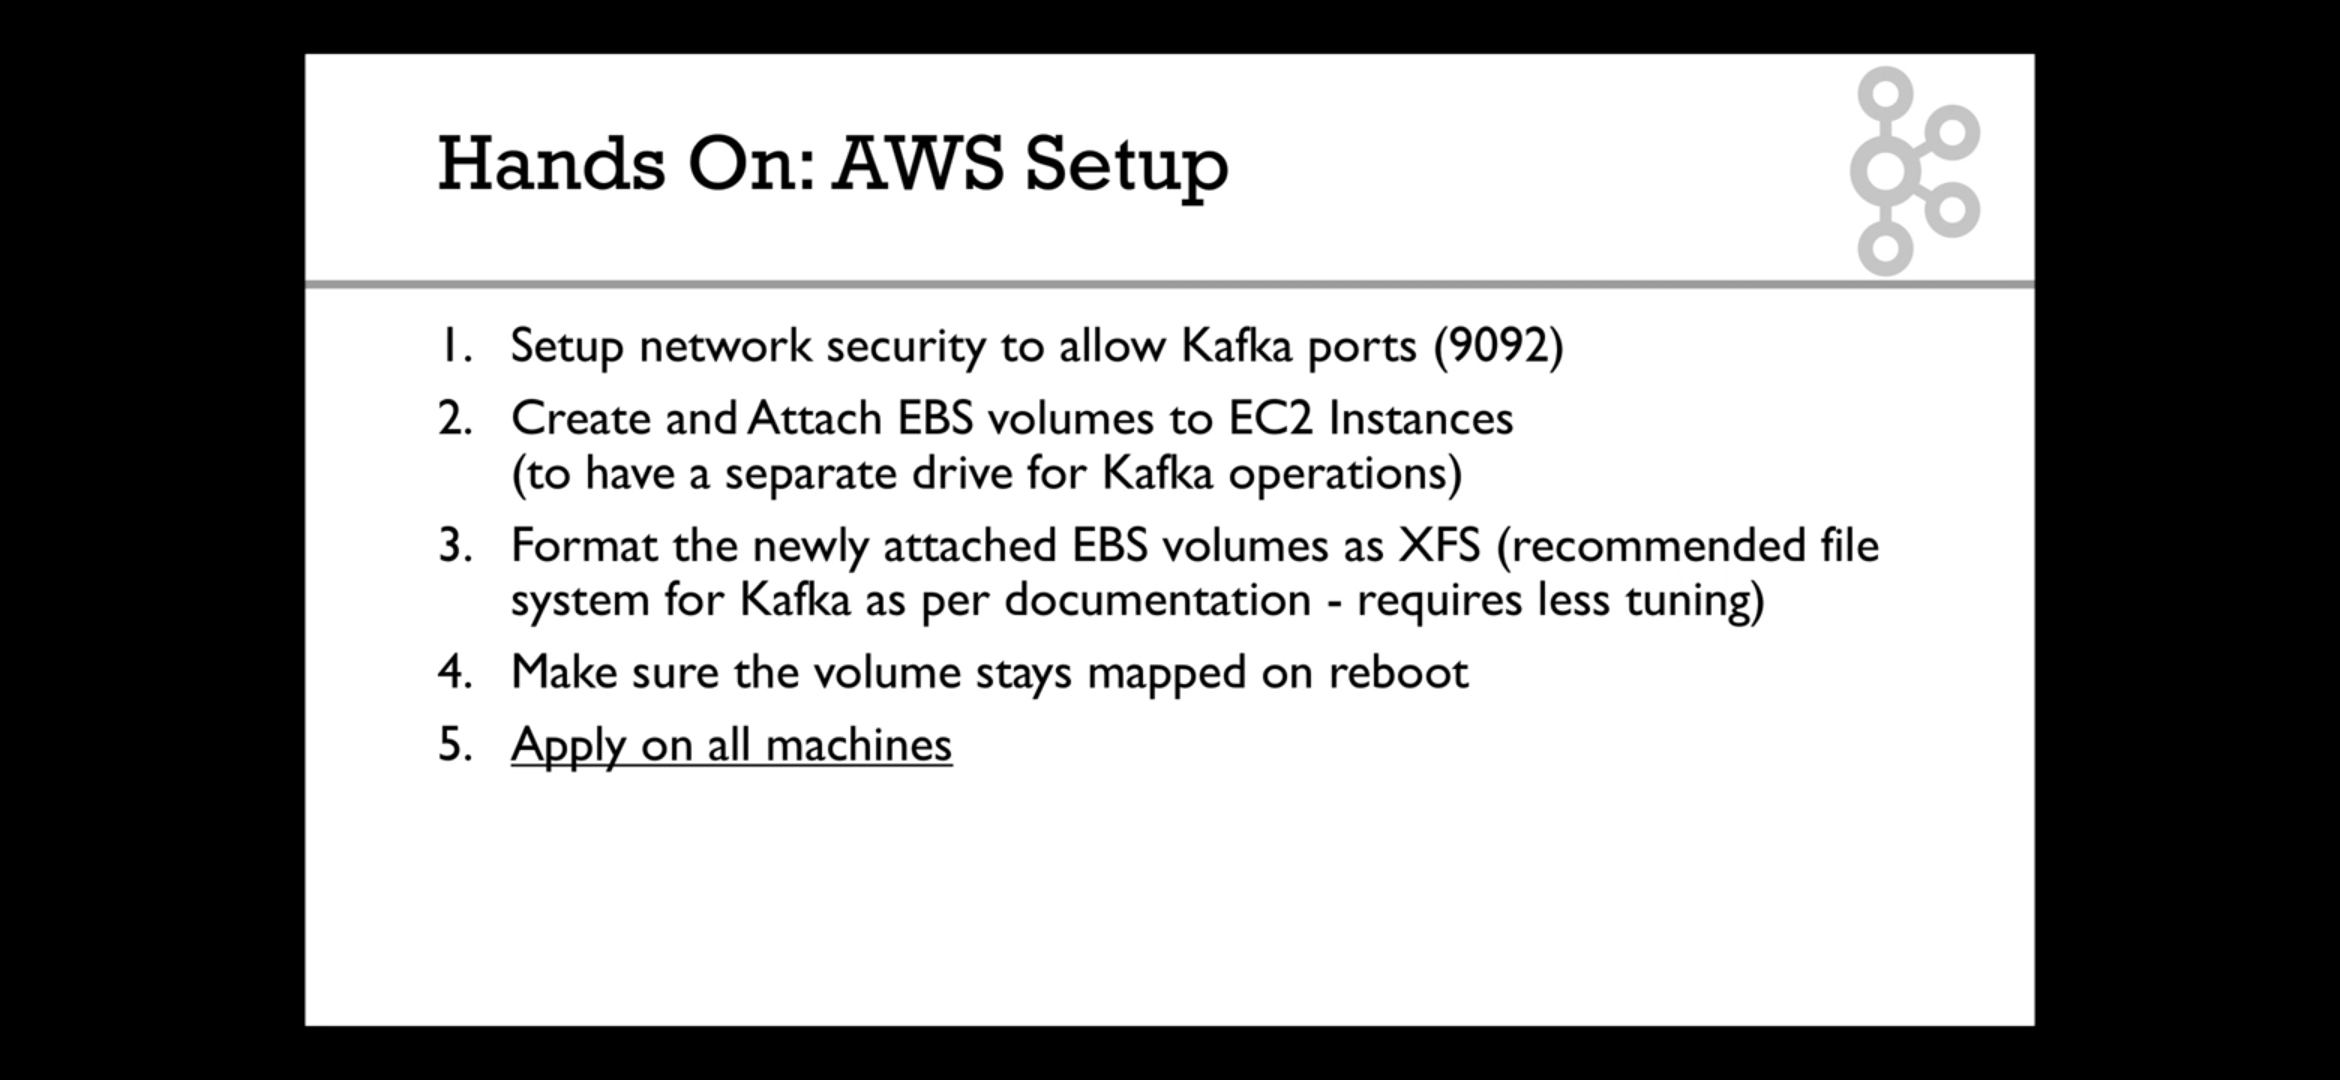 Hands On: AWS Setup
1. Setup network security to allow Kafka ports (9092)
2. Create and Attach EBS volumes to EC2 Instances
(to have a separate drive for Kafka operations)
3. Format the newly attached EBS volumes as XFS (recommended file
system for Kafka as per documentation - requires less tuning)
4. Make sure the volume stays mapped on reboot
5. Apply on all machines